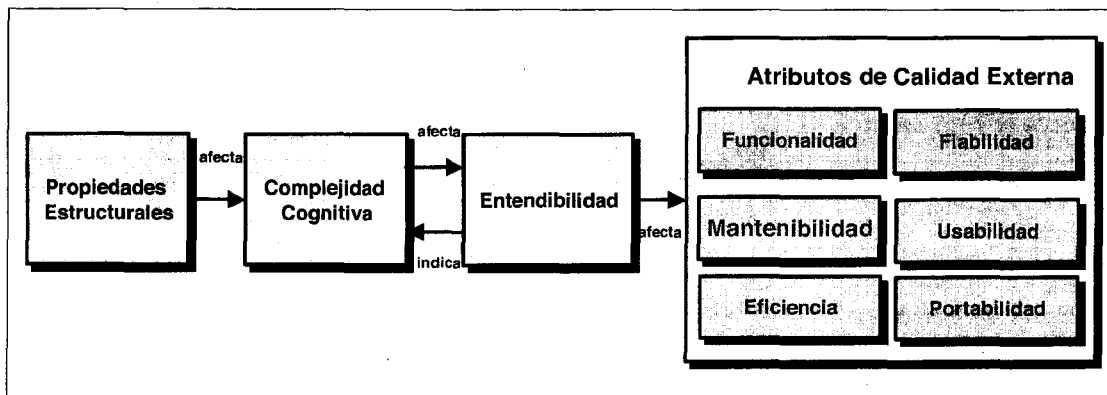 Atributos de Calidad Externa
Propiedades
Estructurales
afecta
Complejidad
Cognitiva
afecta
indica
Entendibilidad
afecta
Funcionalidad
Fiabilidad
Mantenibilidad
Usabilidad
Eficiencia
Portabilidad